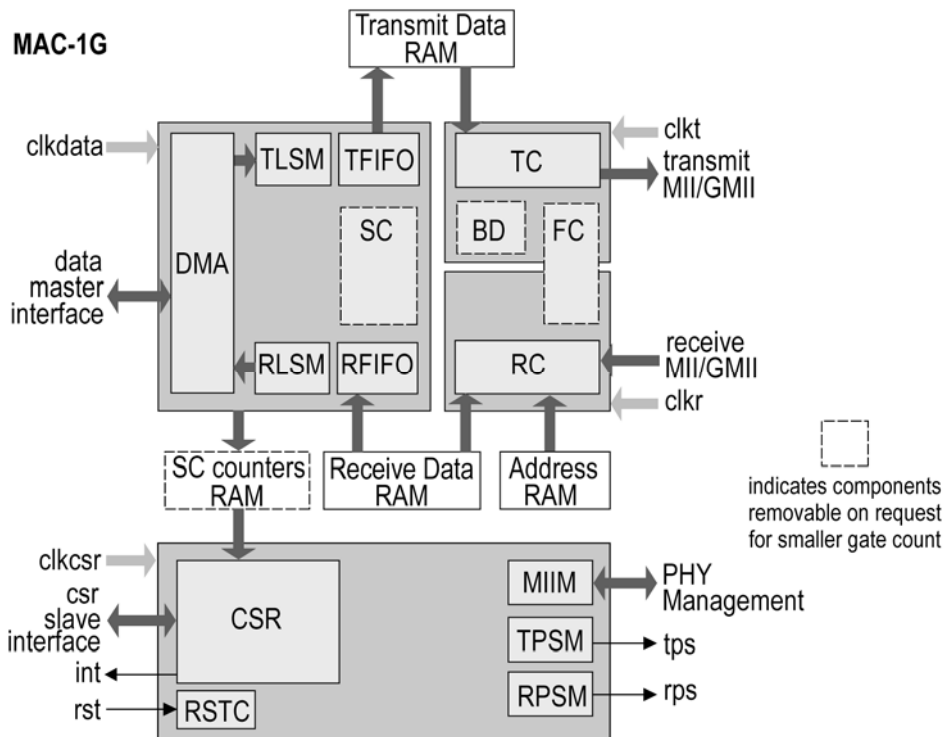 MAC-1G
Transmit Data
RAM
clkdata
TLSM
TFIFO
TC
clkt
transmit
MII/GMII
DMA
SC
BD
FC
data
master
interface
RLSM
RFIFO
RC
receive
MII/GMII
clkr
SC counters
RAM
Receive Data
RAM
Address
RAM
indicates components
removable on request
for smaller gate count
clkcsr
csr
slave
interface
CSR
MIIM
PHY
Management
TPSM
tps
int
RPSM
rps
rst
RSTC